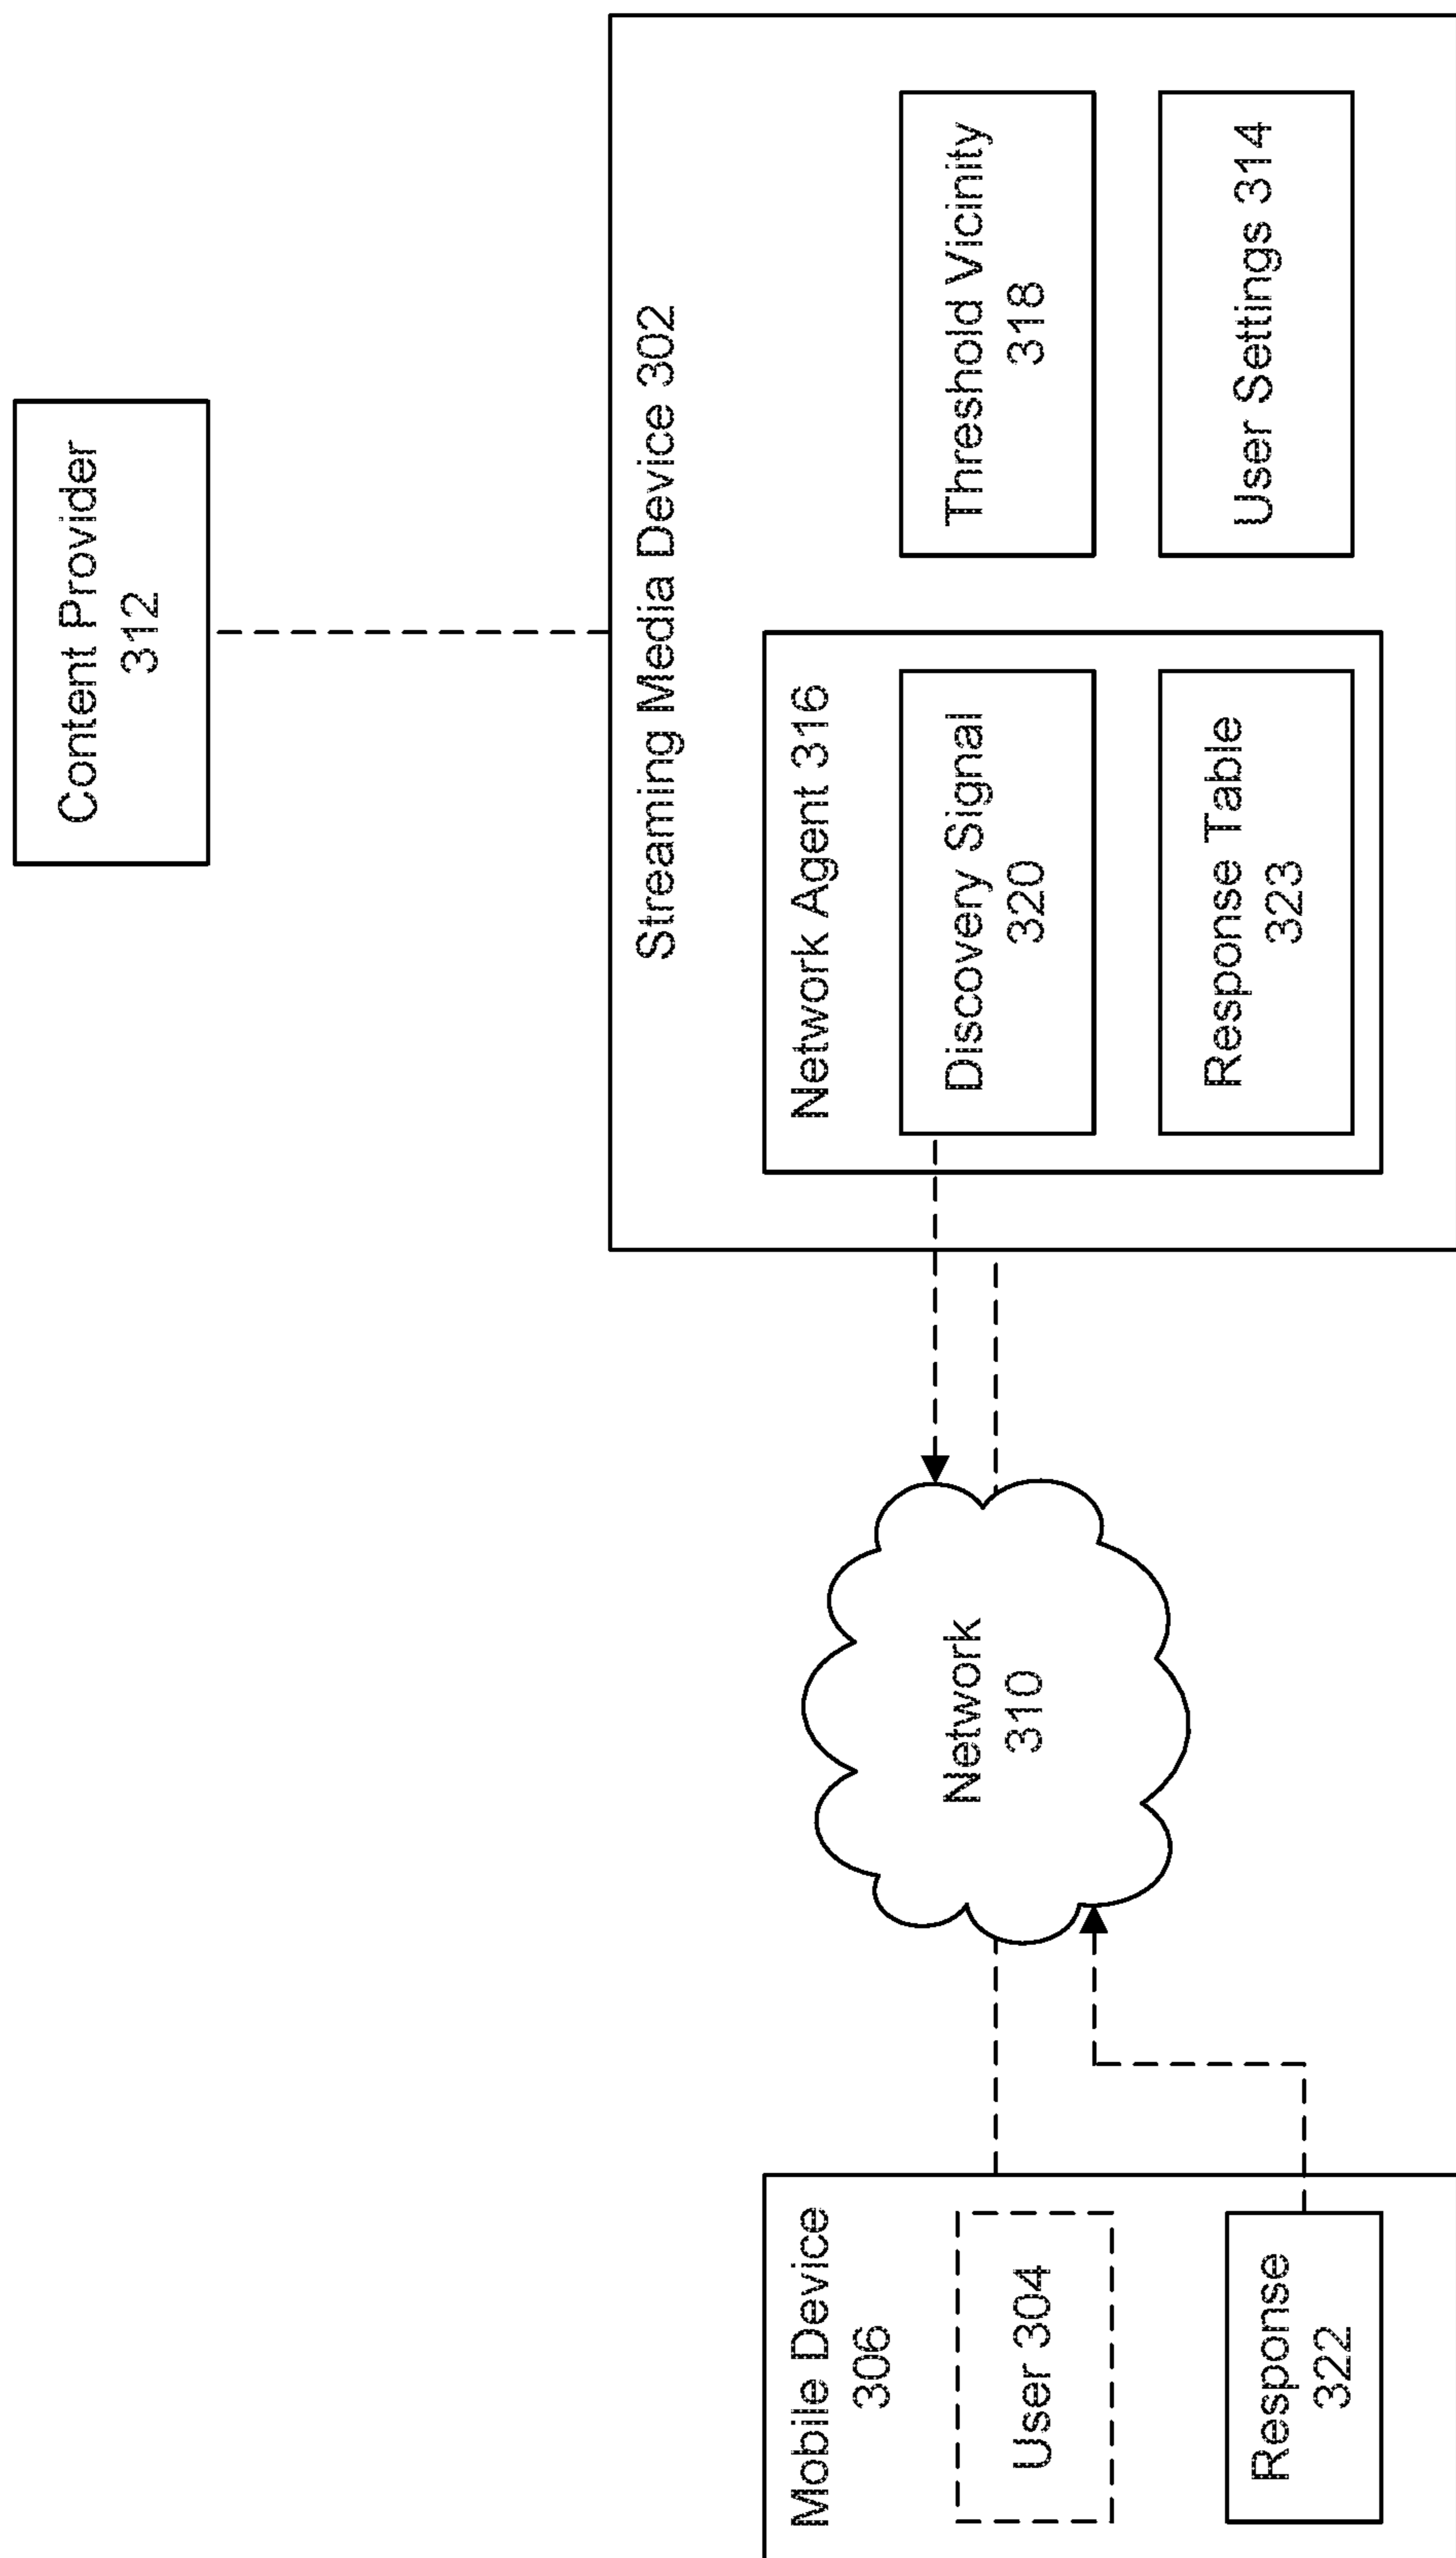 Content Provider
312
Streaming Media Device 302
Network Agent 316
Discovery Signal
320
Threshold Vicinity
318
Response Table
323
User Settings 314
Network
310
Mobile Device
306
User 304
Response
322